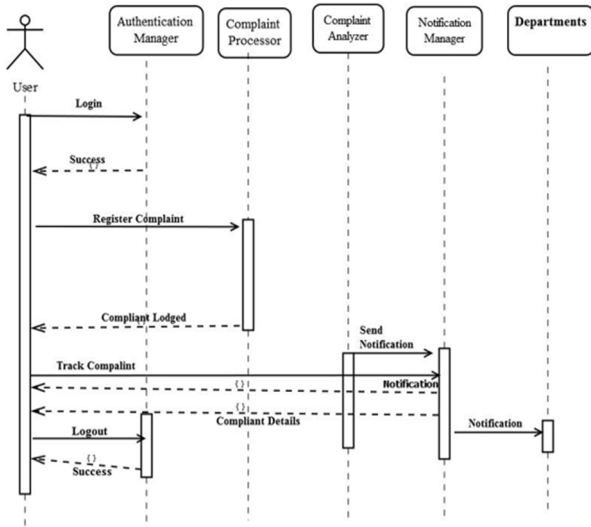 Authentication
Manager
Complaint
Processor
Complaint
Analyzer
Notification
Manager
Departments
User
Login
Success
{ }
Register Complaint
Compliant Lodged
Send
Notification
Track Compalint
{ }
Notification
{ }
Compliant Details
Logout
Notification
{ }
Success